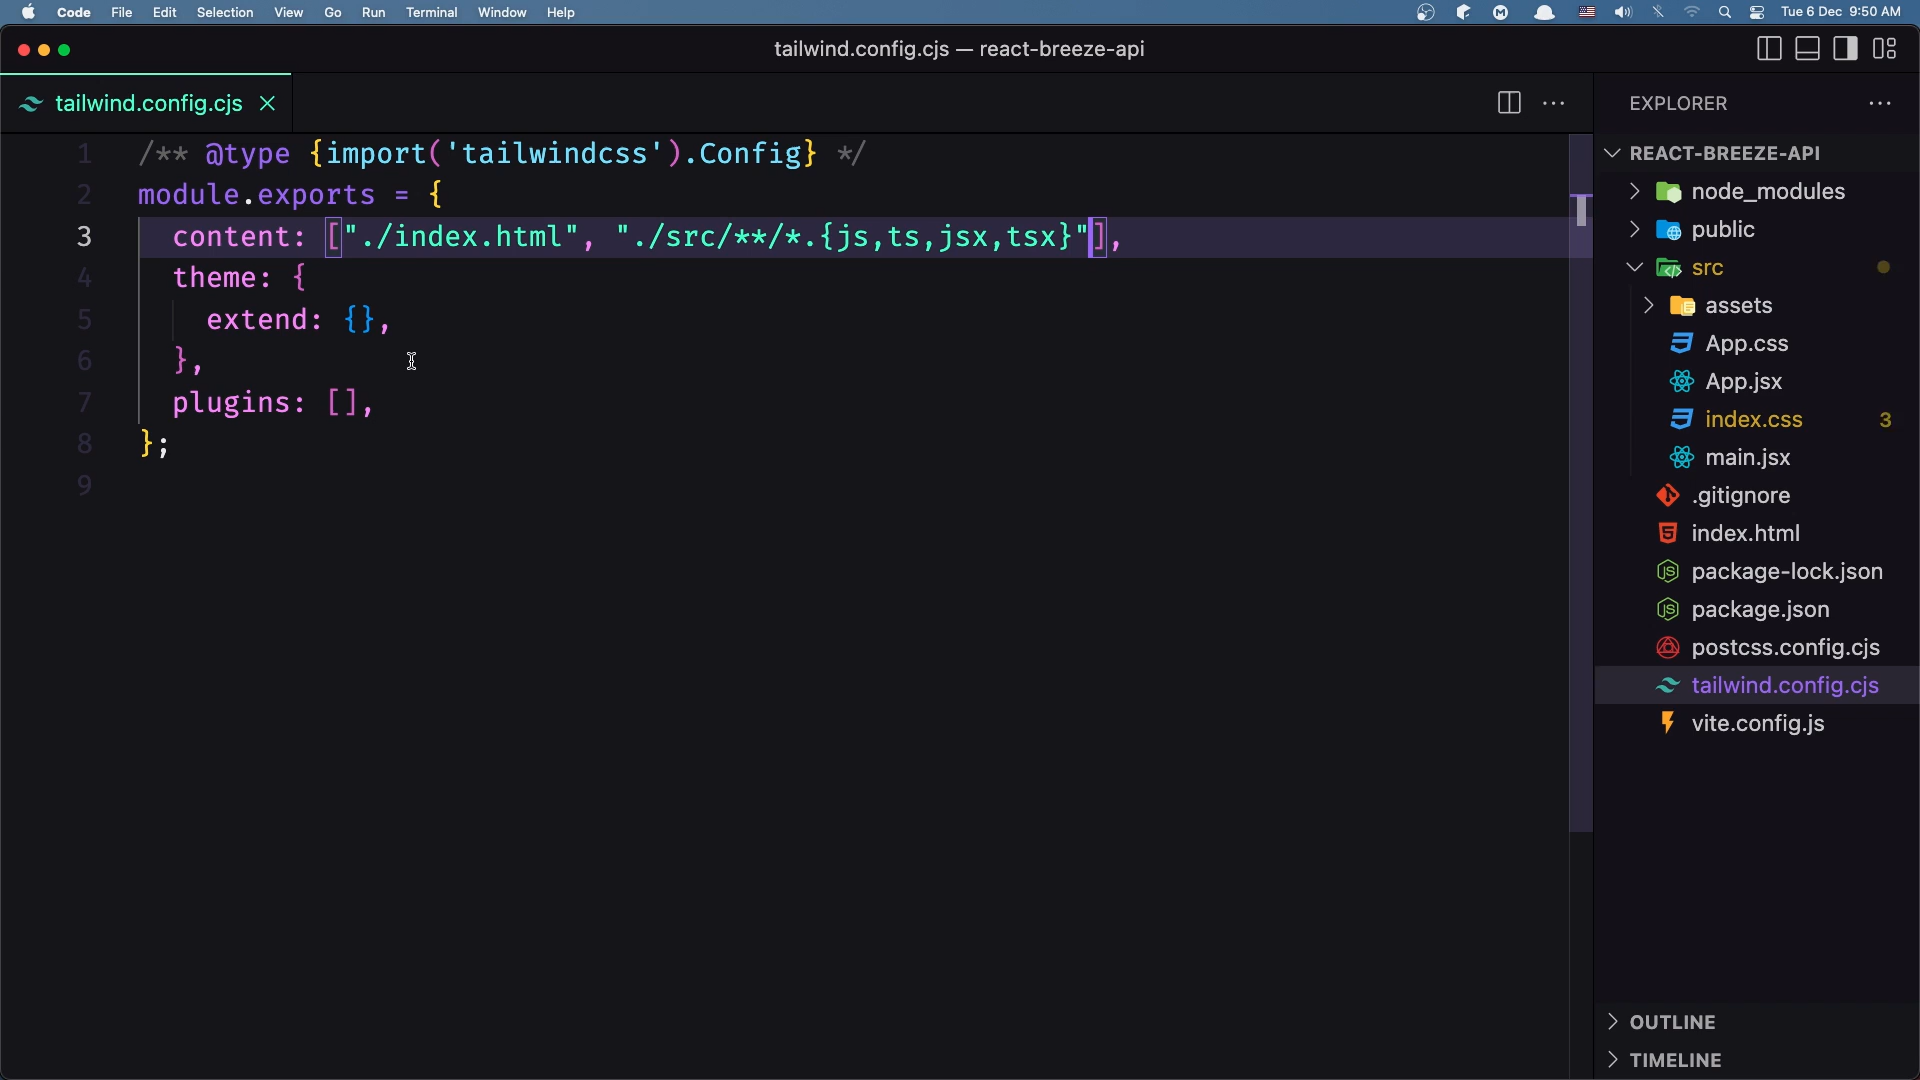 Code File Edit Selection View Go Run Terminal Window Help Tue 6 Dec 9:50 AM
tailwind.config.cjs — react-breeze-api
tailwind.config.cjs
EXPLORER
1 /** @type {import('tailwindcss').Config} */
2 module.exports = {
3 content: ["./index.html", "./src/**/*.{js,ts,jsx,tsx}"],
4 theme: {
5 extend: {},
6 },
7 plugins: [],
8 };
9
REACT-BREEZE-API
node_modules
public
src
assets
App.css
App.jsx
index.css 3
main.jsx
.gitignore
index.html
package-lock.json
package.json
postcss.config.cjs
tailwind.config.cjs
vite.config.js
OUTLINE
TIMELINE